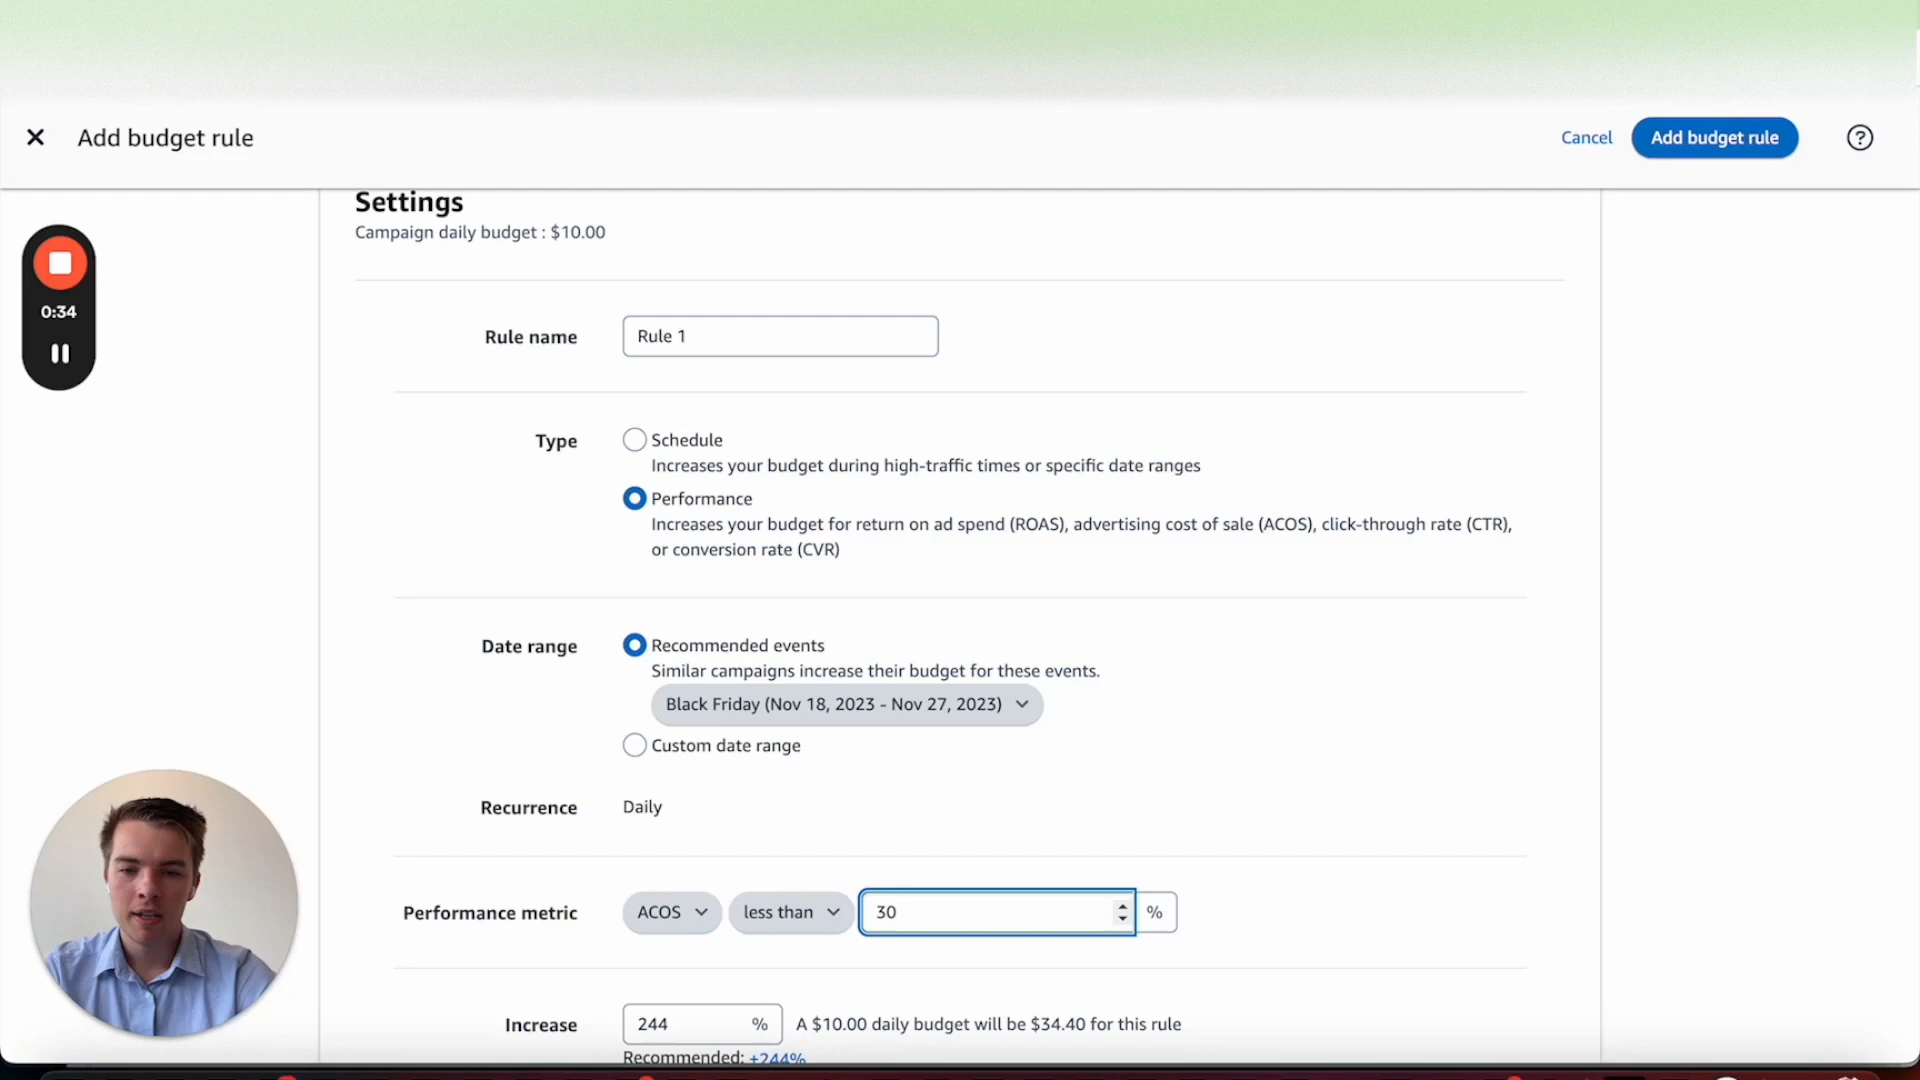 Add budget rule
Cancel
Add budget rule
?
Settings
Campaign daily budget : $10.00
0:34
Rule name
Rule 1
Type
Schedule
Increases your budget during high-traffic times or specific date ranges
Performance
Increases your budget for return on ad spend (ROAS), advertising cost of sale (ACOS), click-through rate (CTR),
or conversion rate (CVR)
Date range
Recommended events
Similar campaigns increase their budget for these events.
Black Friday (Nov 18, 2023 - Nov 27, 2023)
Custom date range
Recurrence
Daily
Performance metric
ACOS
less than
30
%
Increase
244 %
A $10.00 daily budget will be $34.40 for this rule
Recommended: +244%